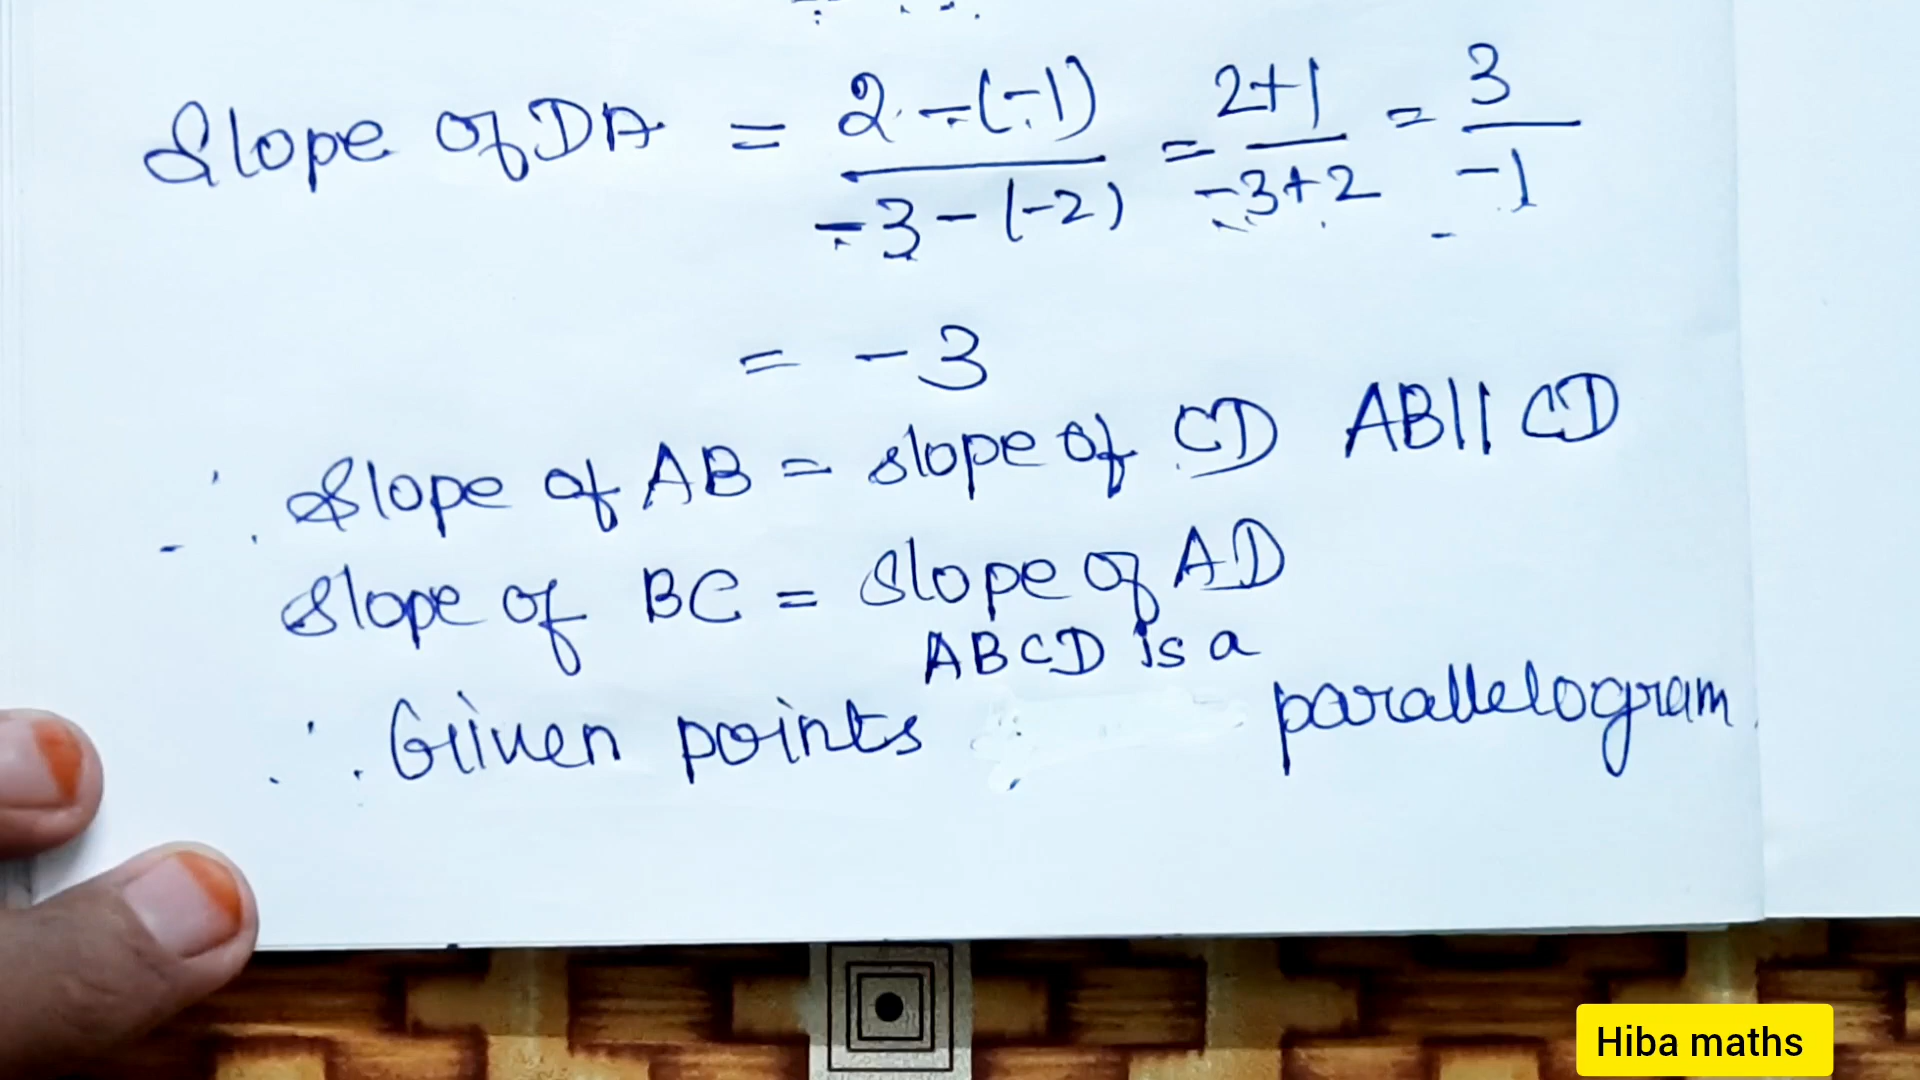 Slope of DA = 2-(-1)/-3-(-2) = 2+1/-3+2 = 3/-1
= -3
∴ Slope of AB = slope of CD AB || CD
Slope of BC = Slope of AD
ABCD is a
∴ Given points parallelogram
Hiba maths